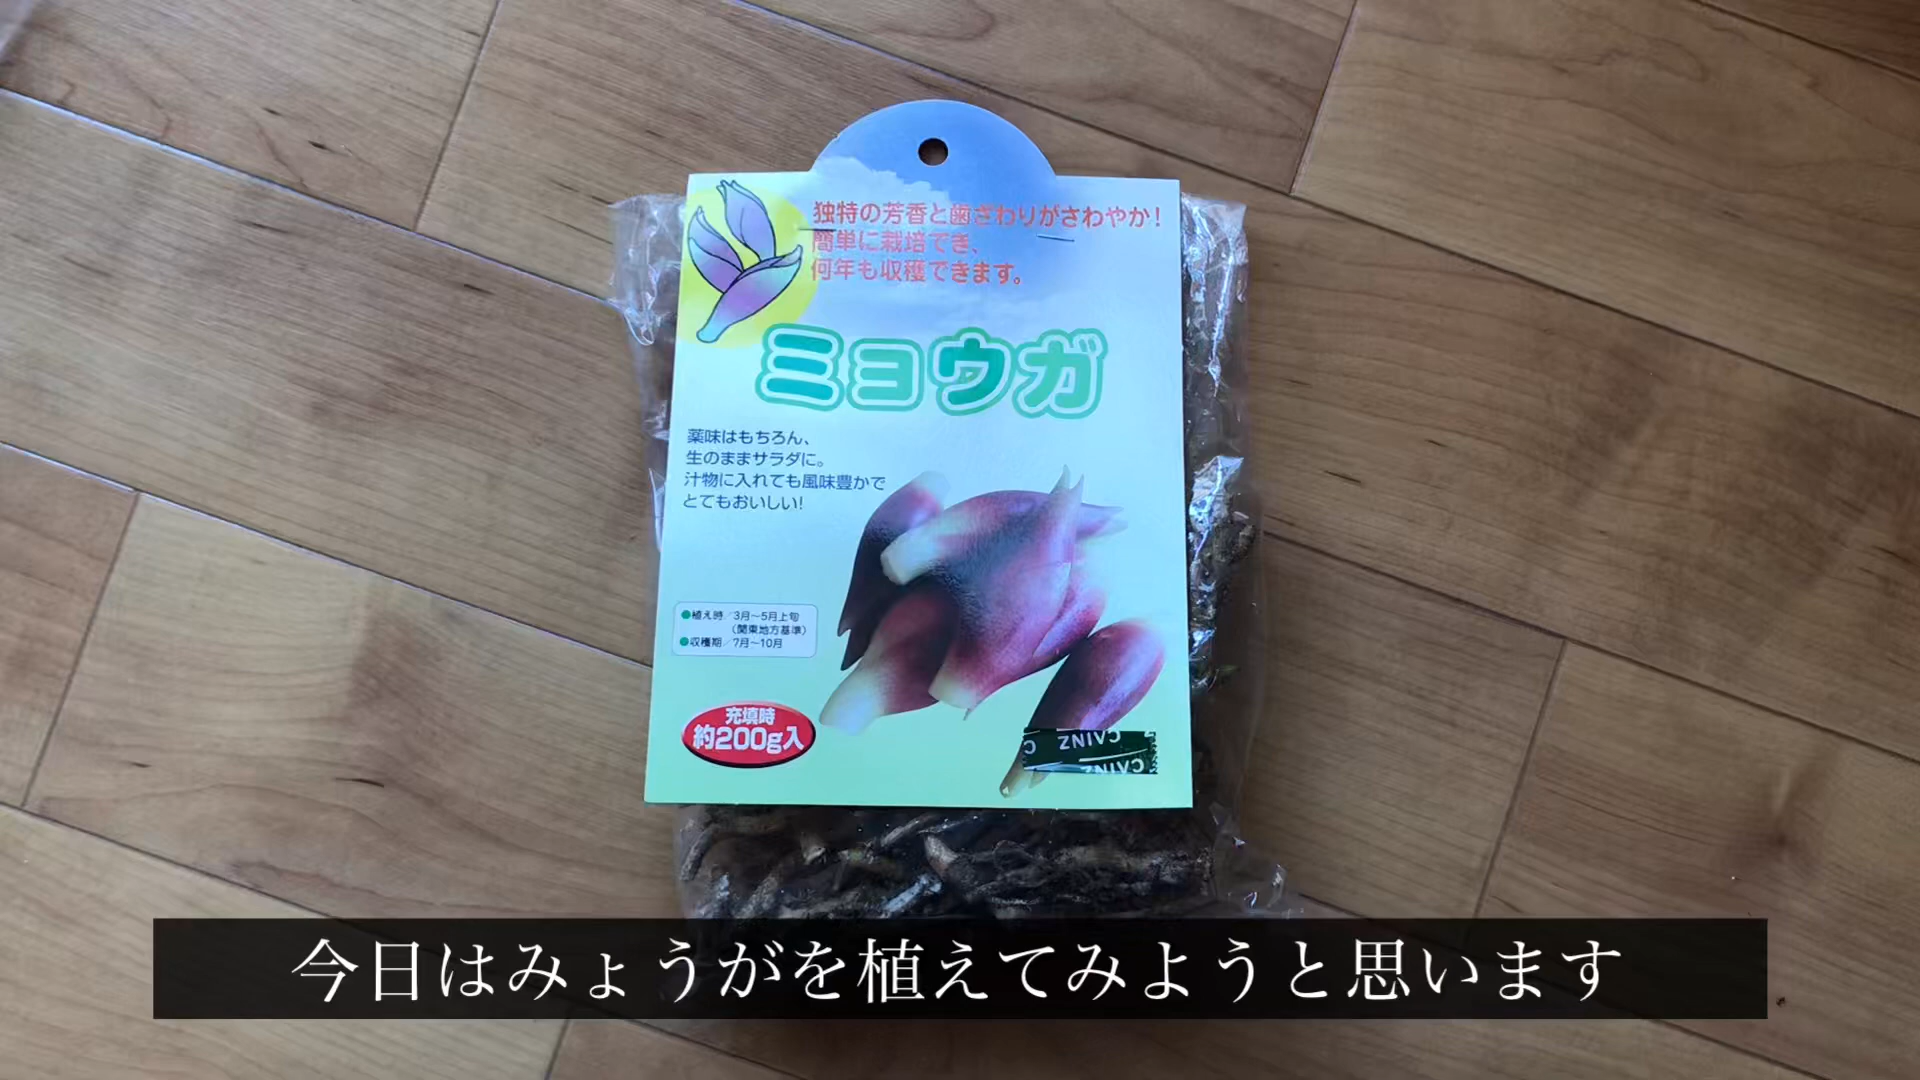 独特の芳香と歯ざわりがさわやか!
簡単に栽培でき、
何年も収穫できます。
ミョウガ
薬味はもちろん、
生のままサラダに。
汁物に入れても風味豊かで
とてもおいしい!
●植え時/3月~5月上旬
(関東地方基準)
●収穫期/7月~10月
充填時
約200g入
CAINZ C
CAINZ
今日はみょうがを植えてみようと思います